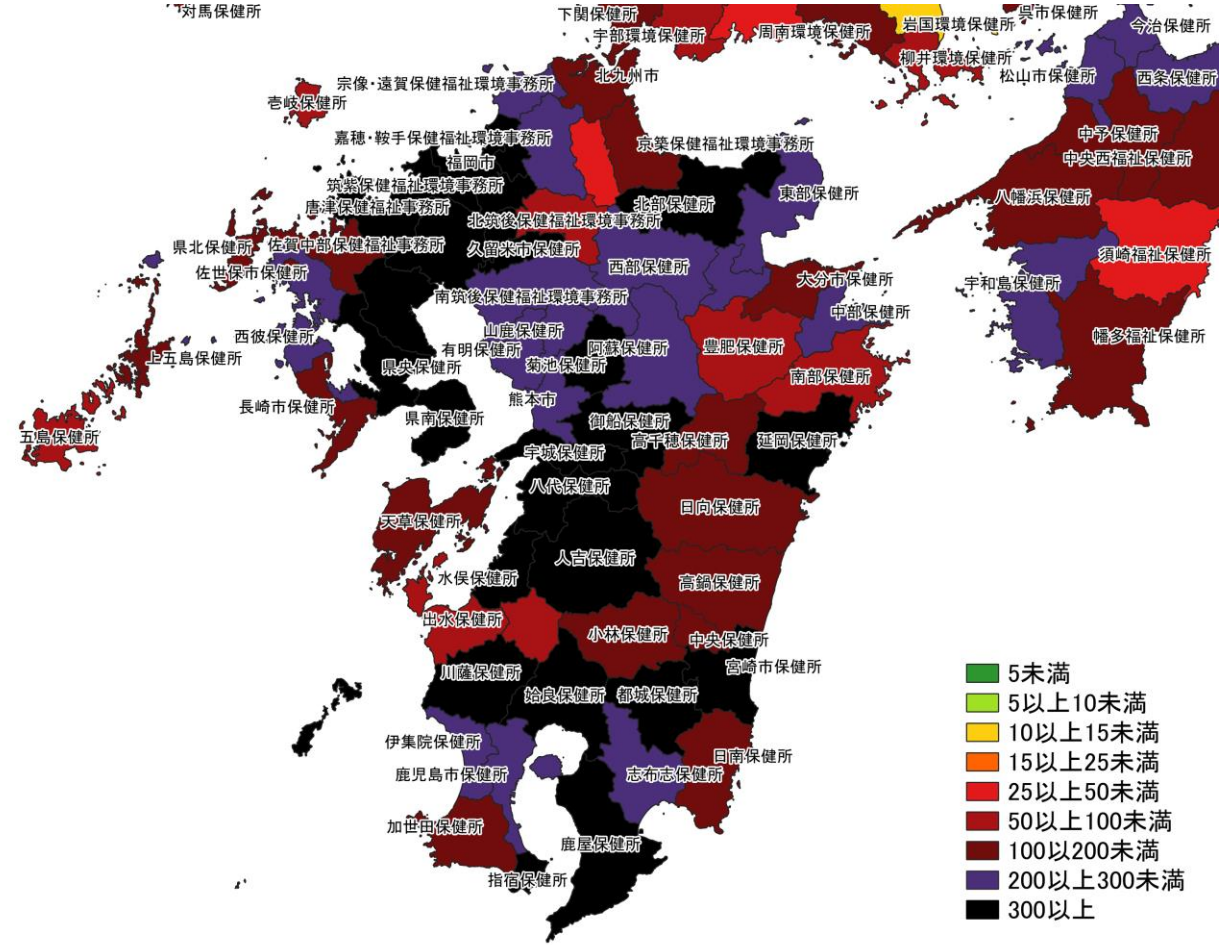 対馬保健所
下関保健所
宇部環境保健所
周南環境保健所
岩国環境保健所
呉市保健所
今治保健所
柳井環境保健所
松山市保健所
西条保健所
北九州市
宗像・遠賀保健福祉環境事務所
壱岐保健所
嘉穂・鞍手保健福祉環境事務所
京築保健福祉環境事務所
中予保健所
福岡市
中央西福祉保健所
筑紫保健福祉環境事務所
東部保健所
唐津保健福祉事務所
北部保健所
八幡浜保健所
北筑後保健福祉環境事務所
県北保健所
佐賀中部保健福祉事務所
久留米市保健所
須崎福祉保健所
佐世保市保健所
西部保健所
大分市保健所
宇和島保健所
南筑後保健福祉環境事務所
中部保健所
西彼保健所
山鹿保健所
幡多福祉保健所
有明保健所
阿蘇保健所
豊肥保健所
上五島保健所
県央保健所
菊池保健所
南部保健所
長崎市保健所
熊本市
県南保健所
御船保健所
五島保健所
高千穂保健所
延岡保健所
宇城保健所
八代保健所
日向保健所
天草保健所
人吉保健所
水俣保健所
高鍋保健所
出水保健所
小林保健所
中央保健所
宮崎市保健所
川薩保健所
姶良保健所
都城保健所
伊集院保健所
日南保健所
鹿児島市保健所
志布志保健所
加世田保健所
鹿屋保健所
指宿保健所
5未満
5以上10未満
10以上15未満
15以上25未満
25以上50未満
50以上100未満
100以200未満
200以上300未満
300以上